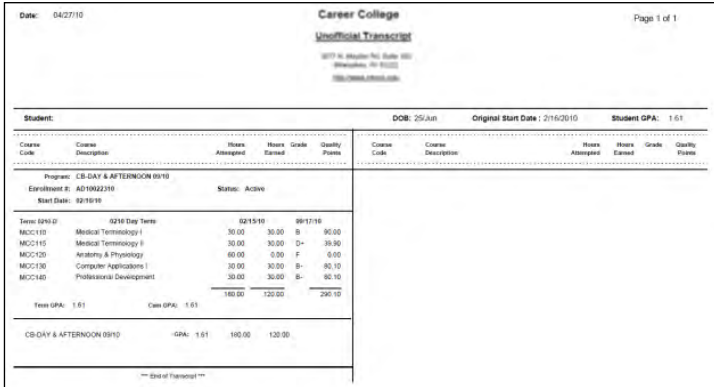 Date: 04/27/10
Career College
Page 1 of 1
Unofficial Transcript
Student:
DOB: 25/Jun
Original Start Date : 2/16/2010
Student GPA: 1.61
Course Code Course Description Hours Attempted Hours Earned Grade Quality Points
Course Code Course Description Hours Attempted Hours Earned Grade Quality Points
Program: CB-DAY & AFTERNOON 09/10
Enrollment #: AD10022310 Status: Active
Start Date: 02/16/10
Term: 0210-D 0210 Day Term 02/15/10 09/17/10
MCC110 Medical Terminology I 30.00 30.00 B 90.00
MCC115 Medical Terminology II 30.00 30.00 D+ 39.90
MCC120 Anatomy & Physiology 60.00 0.00 F 0.00
MCC130 Computer Applications I 30.00 30.00 B- 80.10
MCC140 Professional Development 30.00 30.00 B- 80.10
180.00 120.00 290.10
Term GPA: 1.61 Cum GPA: 1.61
CB-DAY & AFTERNOON 09/10 GPA: 1.61 180.00 120.00
*** End of Transcript ***